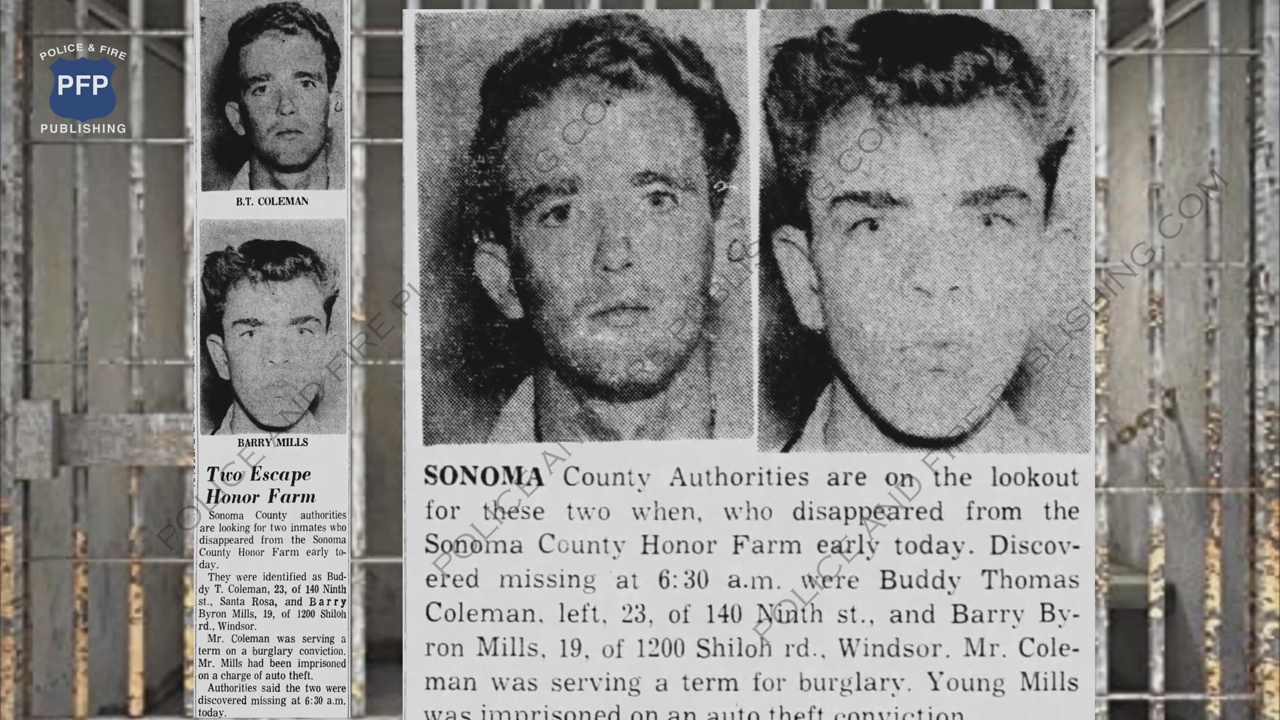 POLICE & FIRE
PFP
PUBLISHING
B.T. COLEMAN
BARRY MILLS
Two Escape
Honor Farm
Sonoma County authorities
are looking for two inmates who
disappeared from the Sonoma
County Honor Farm early to-
day.
They were identified as Bud-
dy T. Coleman, 23, of 140 Ninth
st., Santa Rosa, and Barry
Byron Mills, 19, of 1200 Shiloh
rd., Windsor.
Mr. Coleman was serving a
term on a burglary conviction.
Mr. Mills had been imprisoned
on a charge of auto theft.
Authorities said the two were
discovered missing at 6:30 a.m.
today.
SONOMA County Authorities are on the lookout
for these two when, who disappeared from the
Sonoma County Honor Farm early today. Discov-
ered missing at 6:30 a.m. were Buddy Thomas
Coleman, left, 23, of 140 Ninth st., and Barry By-
ron Mills, 19, of 1200 Shiloh rd., Windsor. Mr. Cole-
man was serving a term for burglary. Young Mills
was imprisoned on an auto theft conviction.